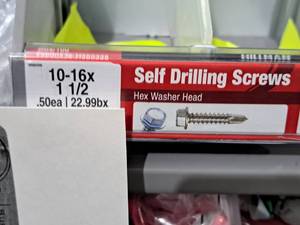 10-16x
1 1/2
.50ea | 22.99bx
Self Drilling Screws
Hex Washer Head